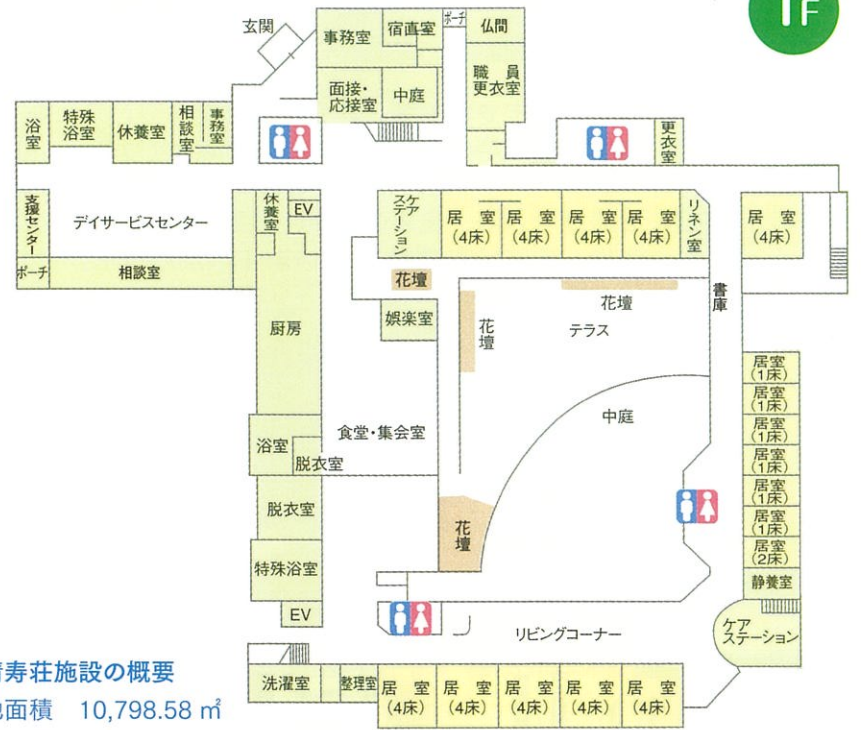 1F
玄関
事務室
宿直室
ポーチ
仏間
面接・
応接室
中庭
職員
更衣室
浴室
特殊
浴室
休養室
相談室
事務室
更衣室
支援センター
デイサービスセンター
ポーチ
相談室
休養室
EV
ケア
ステーション
居室
(4床)
居室
(4床)
居室
(4床)
居室
(4床)
リネン室
居室
(4床)
花壇
娯楽室
花壇
花壇
テラス
書庫
厨房
中庭
食堂・集会室
浴室
脱衣室
脱衣室
特殊浴室
EV
花壇
居室
(1床)
居室
(1床)
居室
(1床)
居室
(1床)
居室
(1床)
居室
(1床)
居室
(2床)
静養室
ケア
ステーション
リビングコーナー
洗濯室
整理室
居室
(4床)
居室
(4床)
居室
(4床)
居室
(4床)
居室
(4床)
寿荘施設の概要
面積 10,798.58 ㎡